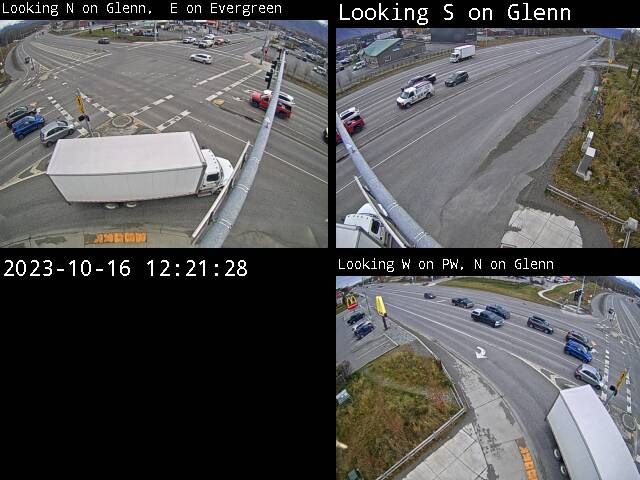 Looking N on Glenn,  E on Evergreen
Looking S on Glenn
2023-10-16 12:21:28
Looking W on PW, N on Glenn